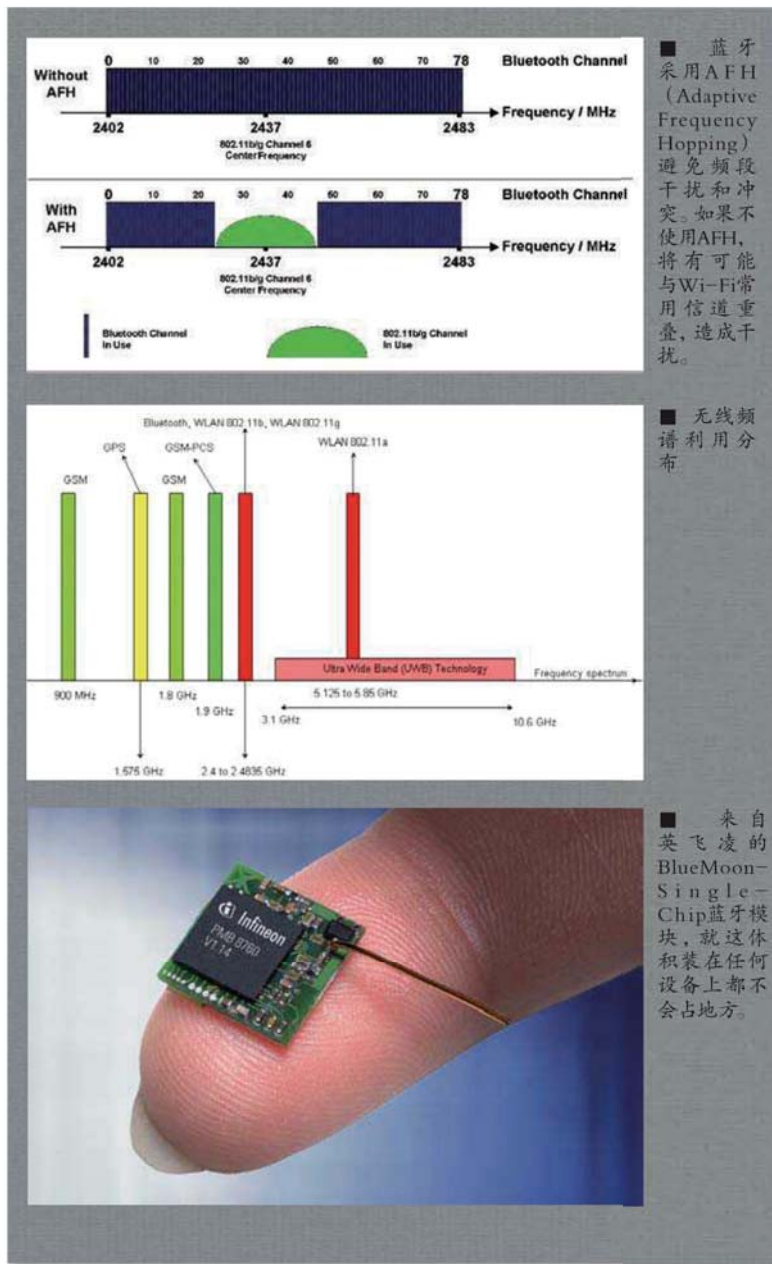 0 10 20 30 40 50 60 70 78 Bluetooth Channel
Without AFH
Frequency / MHz
2402 2437 2483
802.11b/g Channel 6
Center Frequency
0 10 20 30 40 50 60 70 78 Bluetooth Channel
With AFH
Frequency / MHz
2402 2437 2483
802.11b/g Channel 6
Center Frequency
Bluetooth Channel
In Use
802.11b/g Channel
In Use
■ 蓝牙
采用AFH
(Adaptive
Frequency
Hopping)
避免频段
干扰和冲
突。如果不
使用AFH,
将有可能
与Wi-Fi常
用信道重
叠,造成干
扰。
Bluetooth, WLAN 802.11b, WLAN 802.11g
GPS GSM-PCS WLAN 802.11a
GSM GSM
Ultra Wide Band (UWB) Technology
Frequency spectrum
900 MHz 1.8 GHz 5.125 to 5.85 GHz
1.9 GHz 3.1 GHz 10.6 GHz
1.575 GHz 2.4 to 2.4835 GHz
■ 无线频
谱利用分
布
Infineon
PMB 8760
V1.14
■ 来自
英飞凌的
BlueMoon-
Single-
Chip蓝牙模
块,就这体
积装在任何
设备上都不
会占地方。